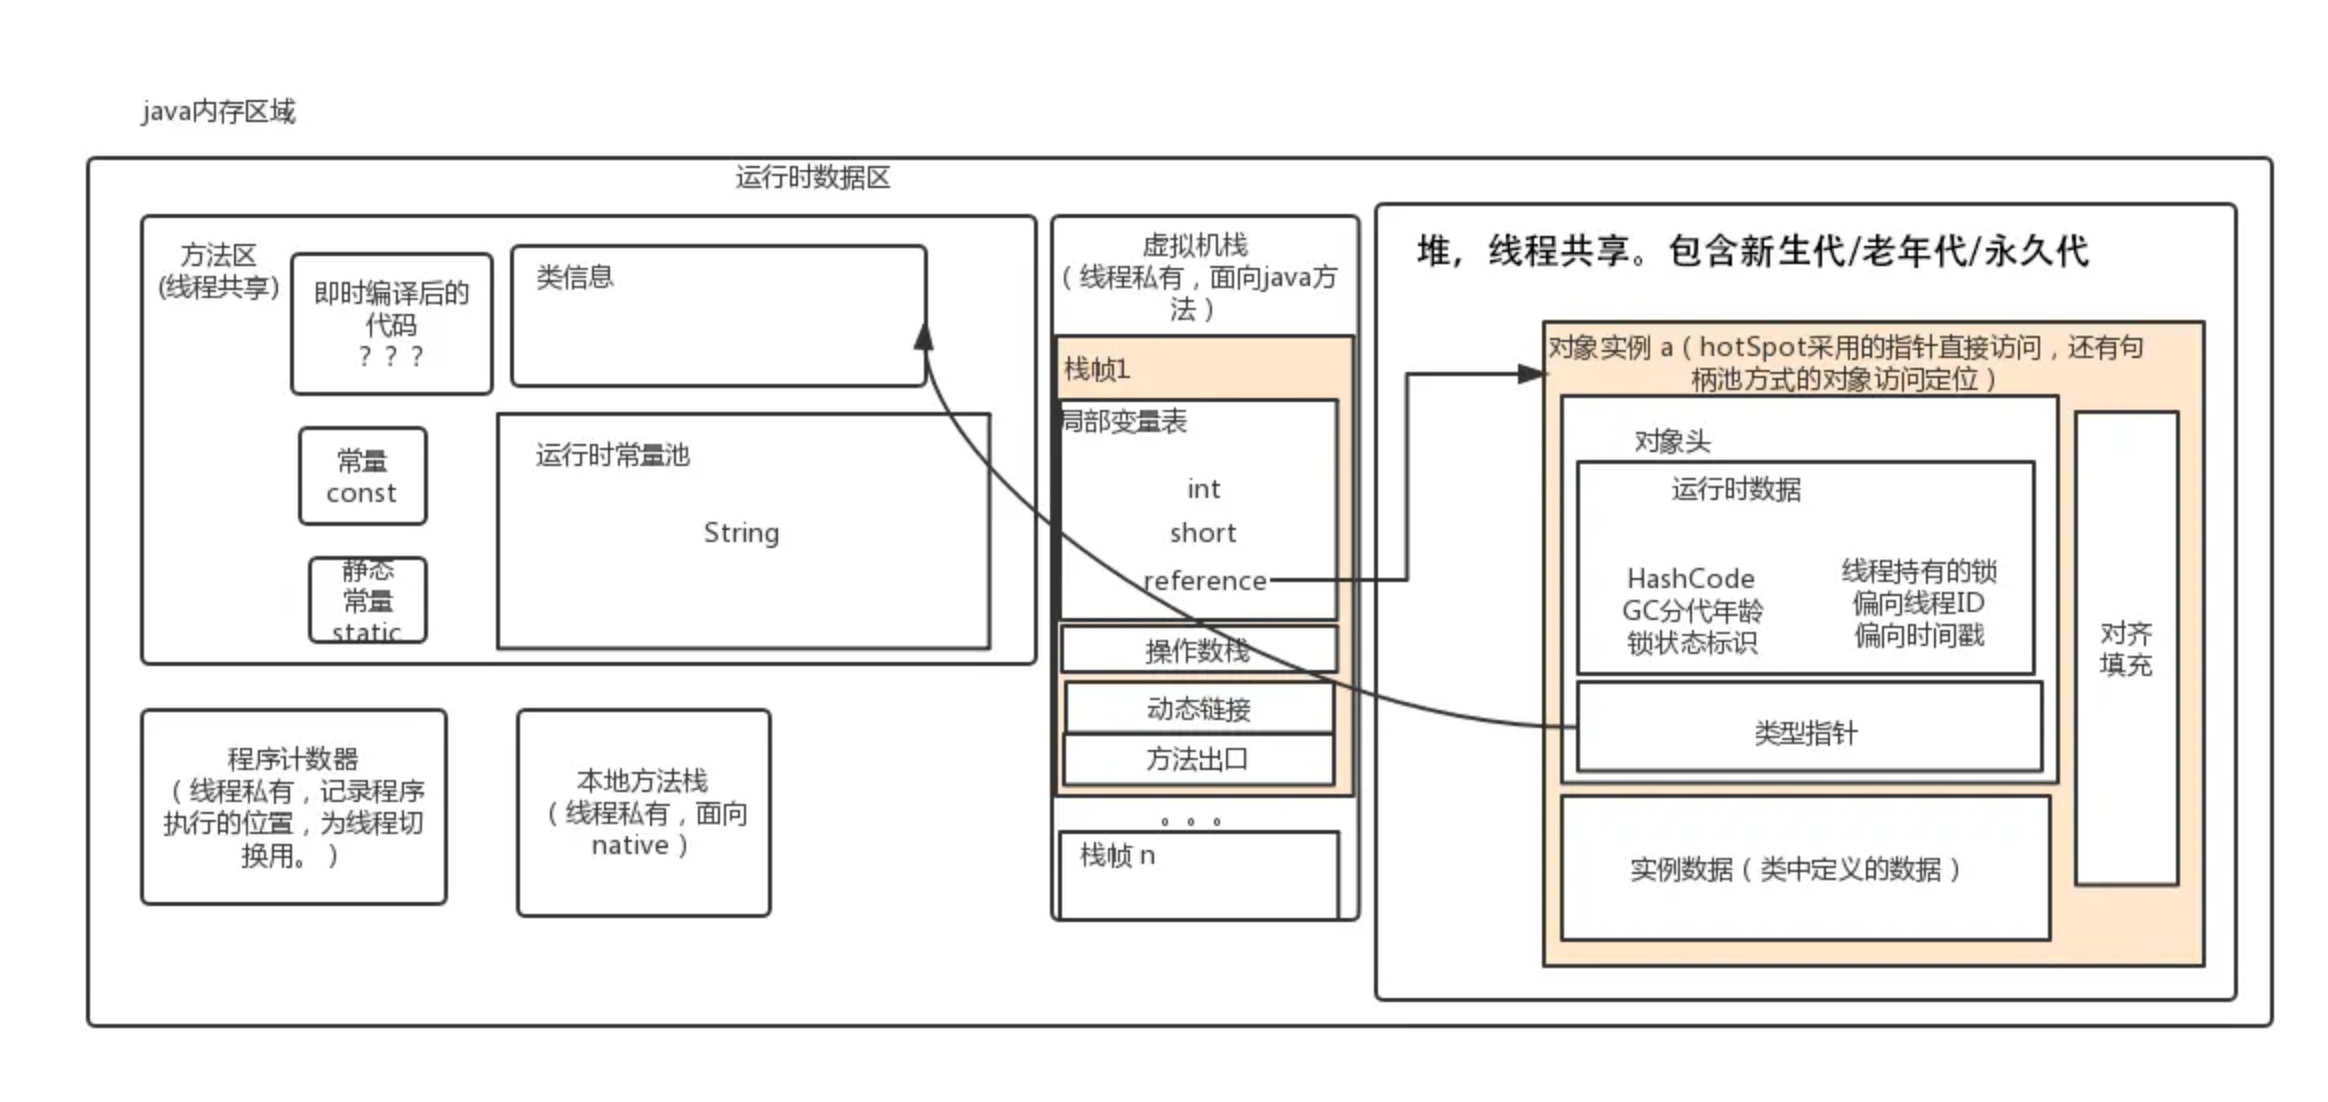 java内存区域
运行时数据区
方法区
(线程共享)
即时编译后的
代码
？？？
类信息
常量
const
静态
常量
static
运行时常量池
String
程序计数器
（线程私有，记录程序
执行的位置，为线程切
换用。）
本地方法栈
（线程私有，面向
native）
虚拟机栈
（线程私有，面向java方
法）
栈帧1
局部变量表
int
short
reference
操作数栈
动态链接
方法出口
。。。
栈帧 n
堆，线程共享。包含新生代/老年代/永久代
对象实例 a（hotSpot采用的指针直接访问，还有句
柄池方式的对象访问定位）
对象头
运行时数据
HashCode
GC分代年龄
锁状态标识
线程持有的锁
偏向线程ID
偏向时间戳
类型指针
实例数据（类中定义的数据）
对齐
填充